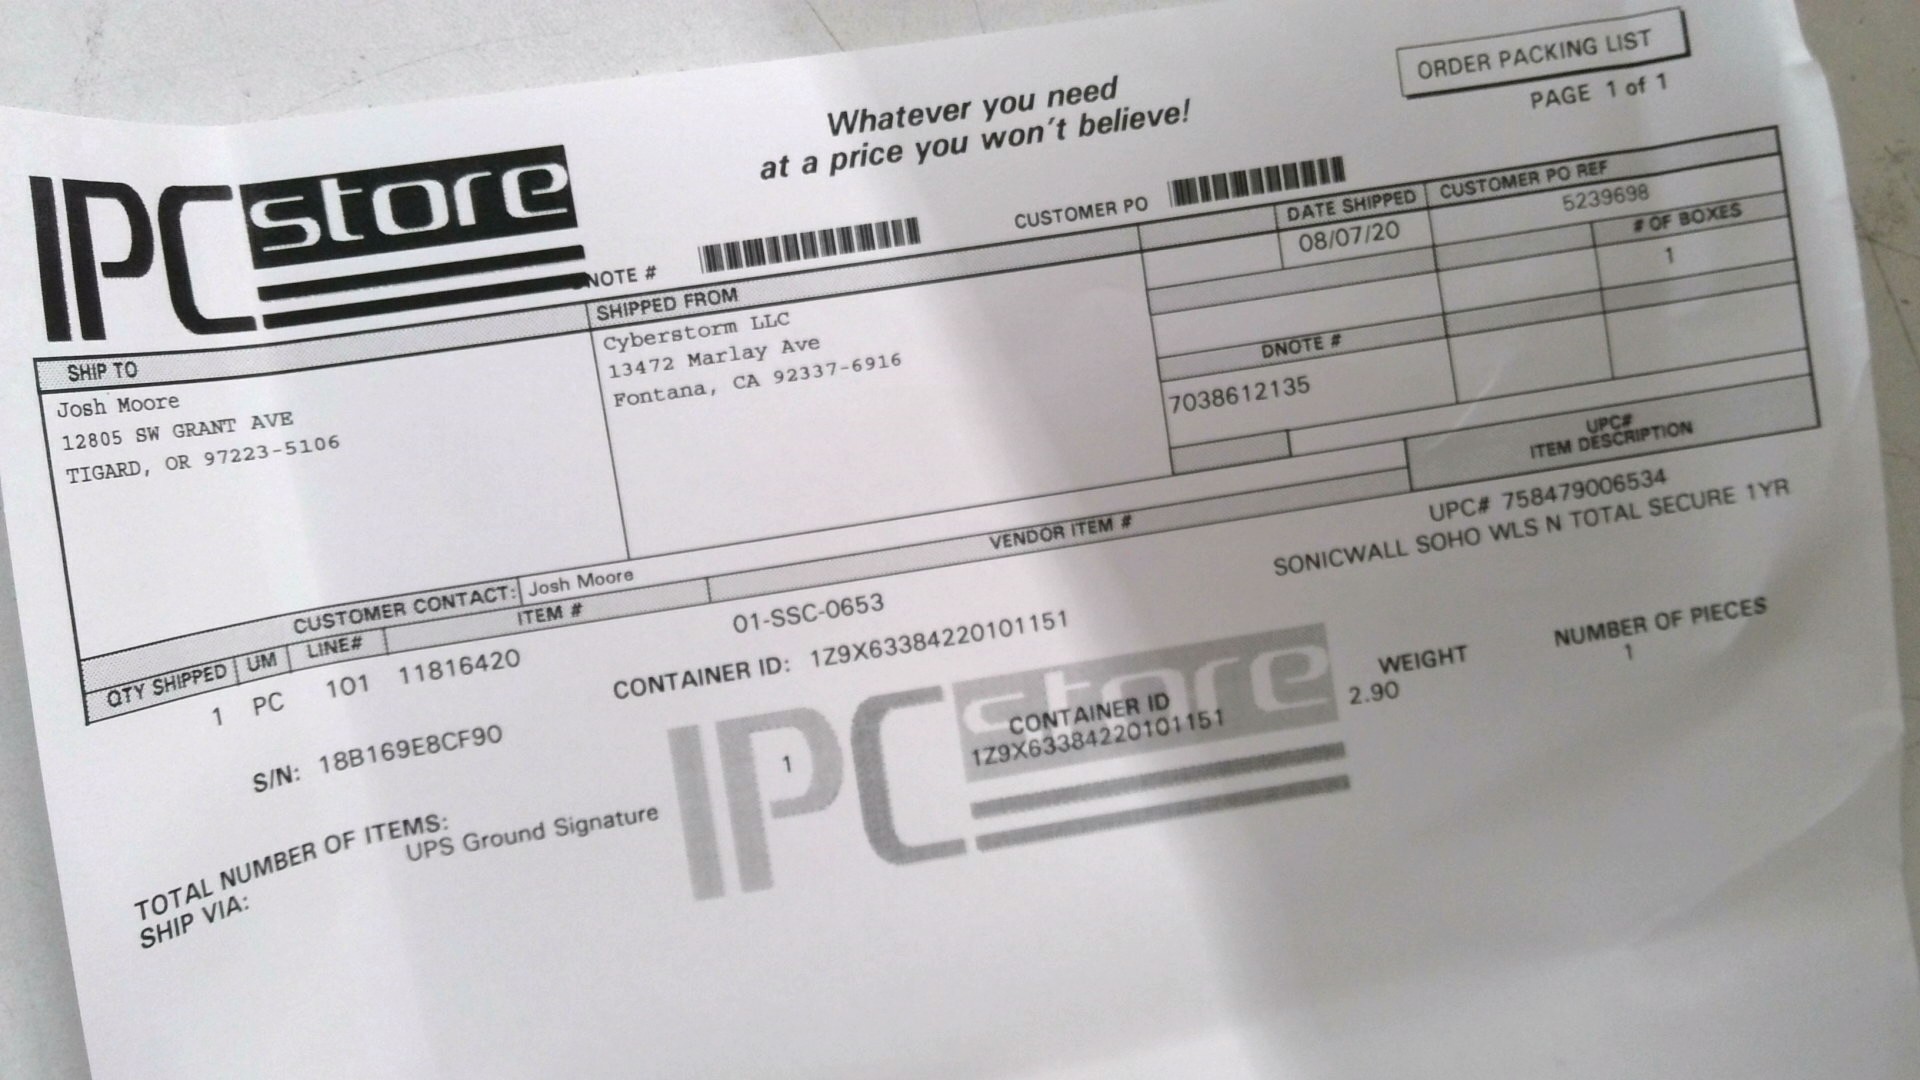 ORDER PACKING LIST
PAGE 1 of 1
Whatever you need
at a price you won't believe!
IPCstore
NOTE #
CUSTOMER PO
DATE SHIPPED
CUSTOMER PO REF
08/07/20
5239698
# OF BOXES
1
SHIP TO
SHIPPED FROM
Josh Moore
12805 SW GRANT AVE
TIGARD, OR 97223-5106
Cyberstorm LLC
13472 Marlay Ave
Fontana, CA 92337-6916
DNOTE #
7038612135
CUSTOMER CONTACT: Josh Moore
QTY SHIPPED UM LINE# ITEM # VENDOR ITEM #
UPC#
ITEM DESCRIPTION
1 PC 101 11816420 01-SSC-0653
UPC# 758479006534
SONICWALL SOHO WLS N TOTAL SECURE 1YR
CONTAINER ID: 1Z9X63384220101151
S/N: 18B169E8CF90
IPCstore
CONTAINER ID
1Z9X63384220101151
WEIGHT
2.90
NUMBER OF PIECES
1
TOTAL NUMBER OF ITEMS: 1
SHIP VIA: UPS Ground Signature